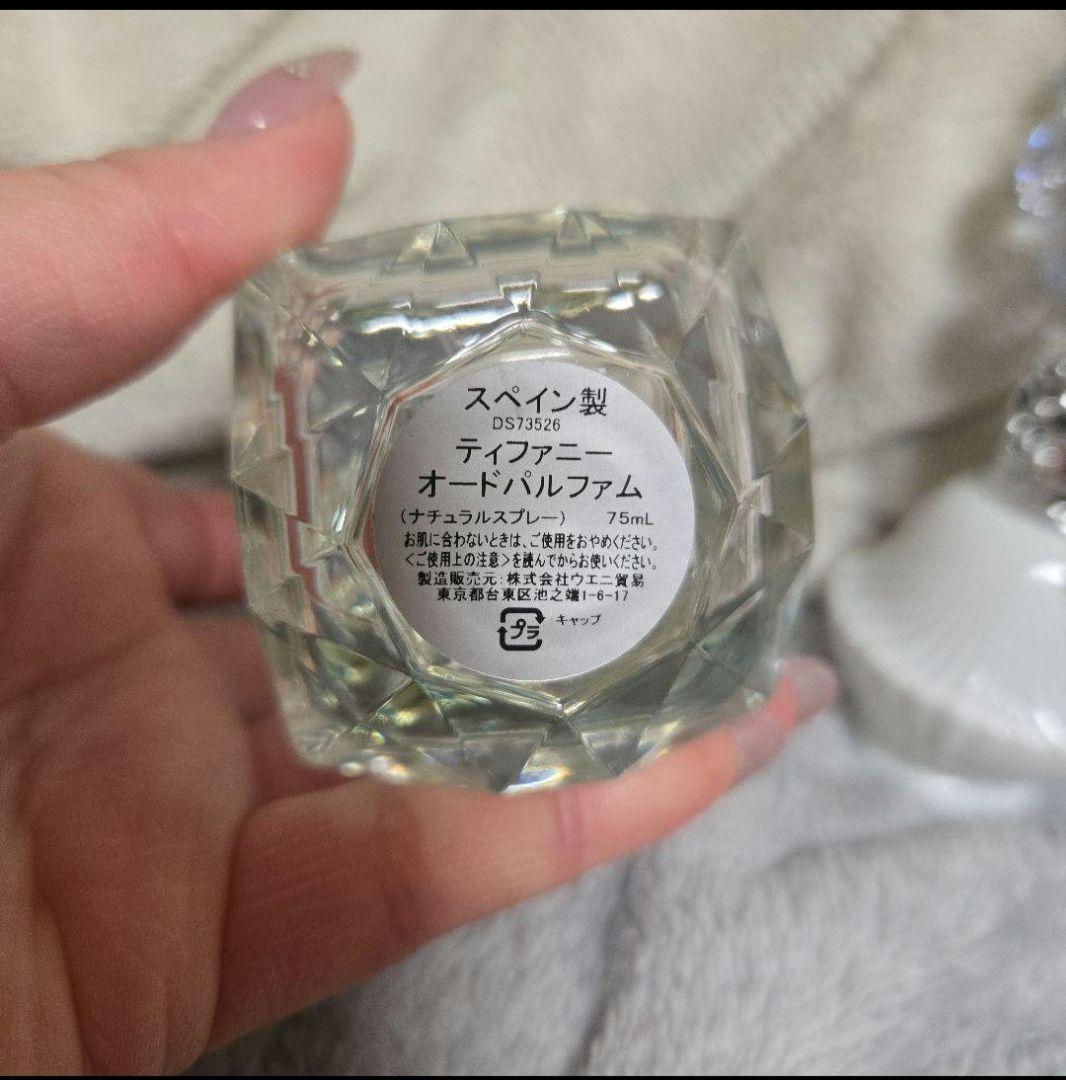 スペイン製
DS73526
ティファニー
オードパルファム
(ナチュラルスプレー) 75mL
お肌に合わないときは、ご使用をおやめください。
<ご使用上の注意>を読んでからお使いください。
製造販売元:株式会社ウエニ貿易
東京都台東区池之端1-6-17
プラ :キャップ